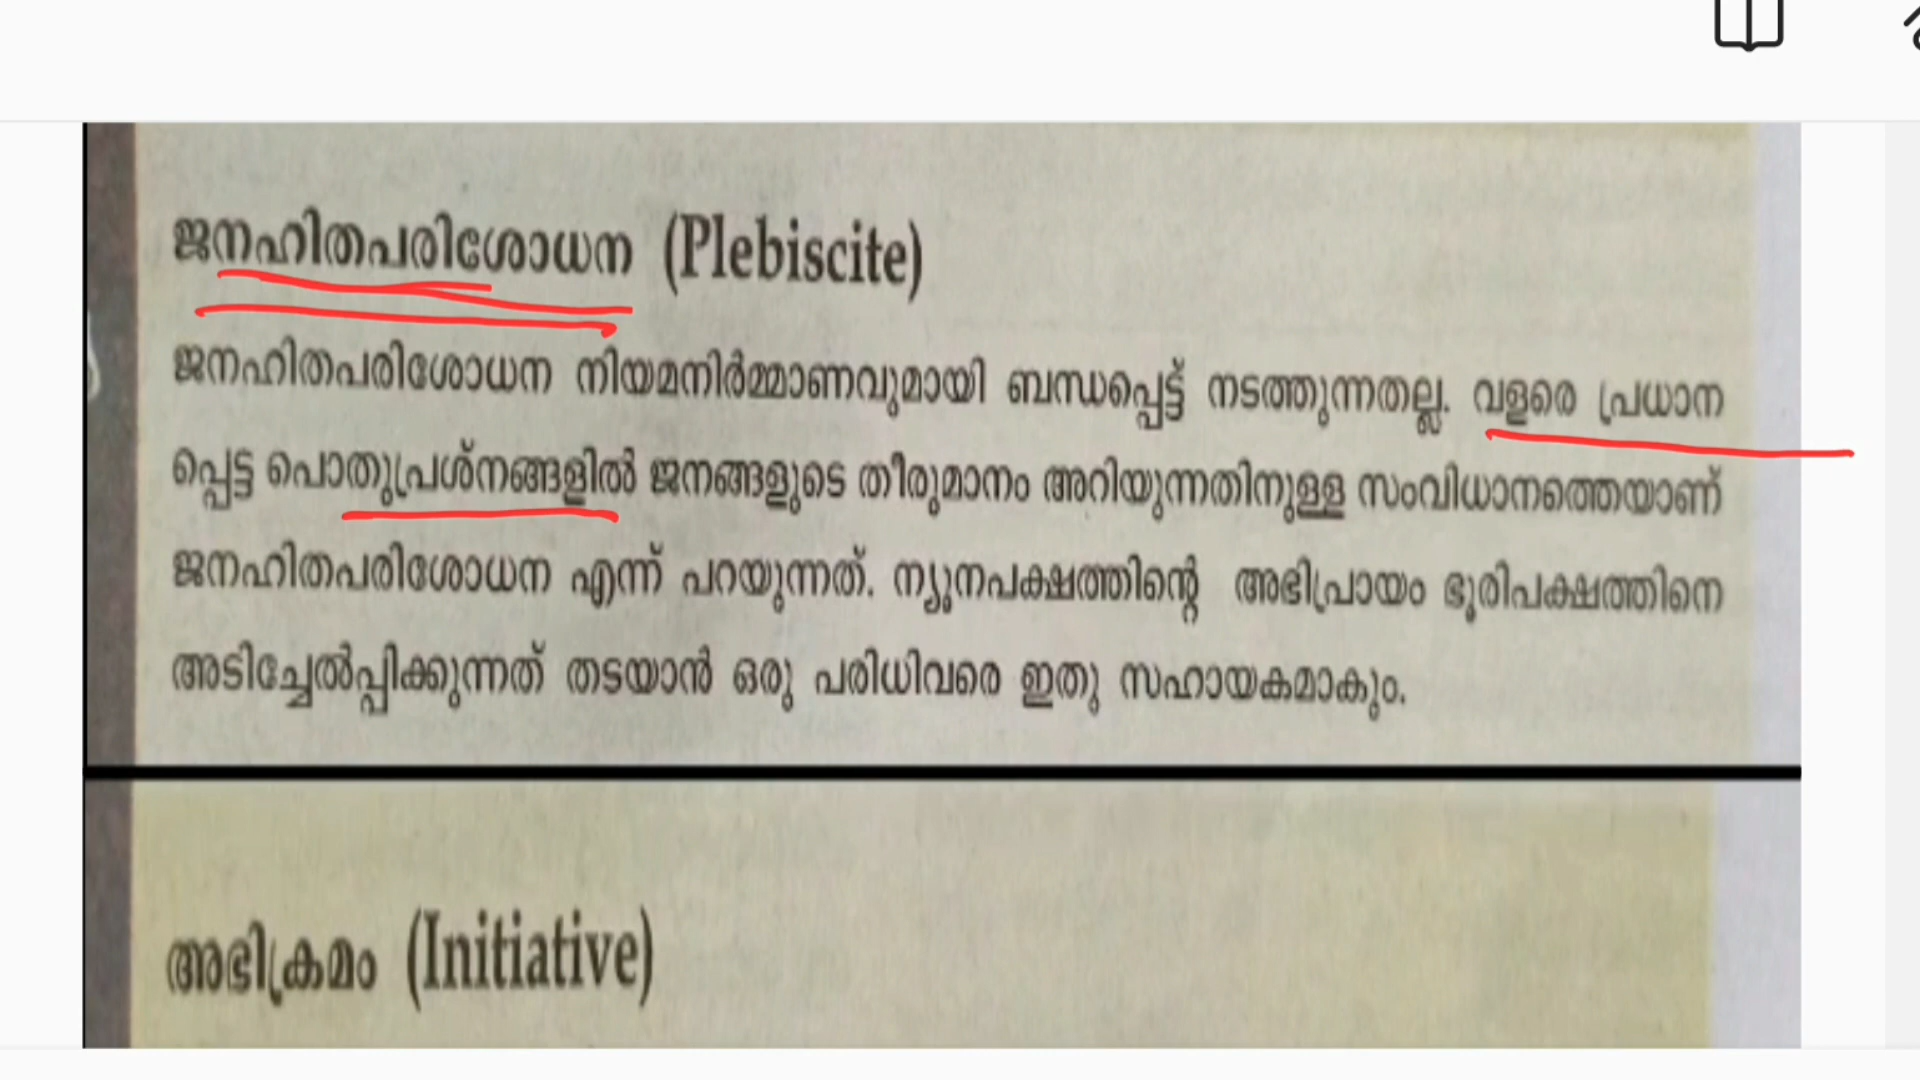 ജനഹിതപരിശോധന (Plebiscite)
ജനഹിതപരിശോധന നിയമനിർമ്മാണവുമായി ബന്ധപ്പെട്ട് നടത്തുന്നതല്ല. വളരെ പ്രധാന
പ്പെട്ട പൊതുപ്രശ്നങ്ങളിൽ ജനങ്ങളുടെ തീരുമാനം അറിയുന്നതിനുള്ള സംവിധാനത്തെയാണ്
ജനഹിതപരിശോധന എന്ന് പറയുന്നത്. ന്യൂനപക്ഷത്തിന്റെ അഭിപ്രായം ഭൂരിപക്ഷത്തിനെ
അടിച്ചേൽപ്പിക്കുന്നത് തടയാൻ ഒരു പരിധിവരെ ഇതു സഹായകമാകും.
അഭിക്രമം (Initiative)